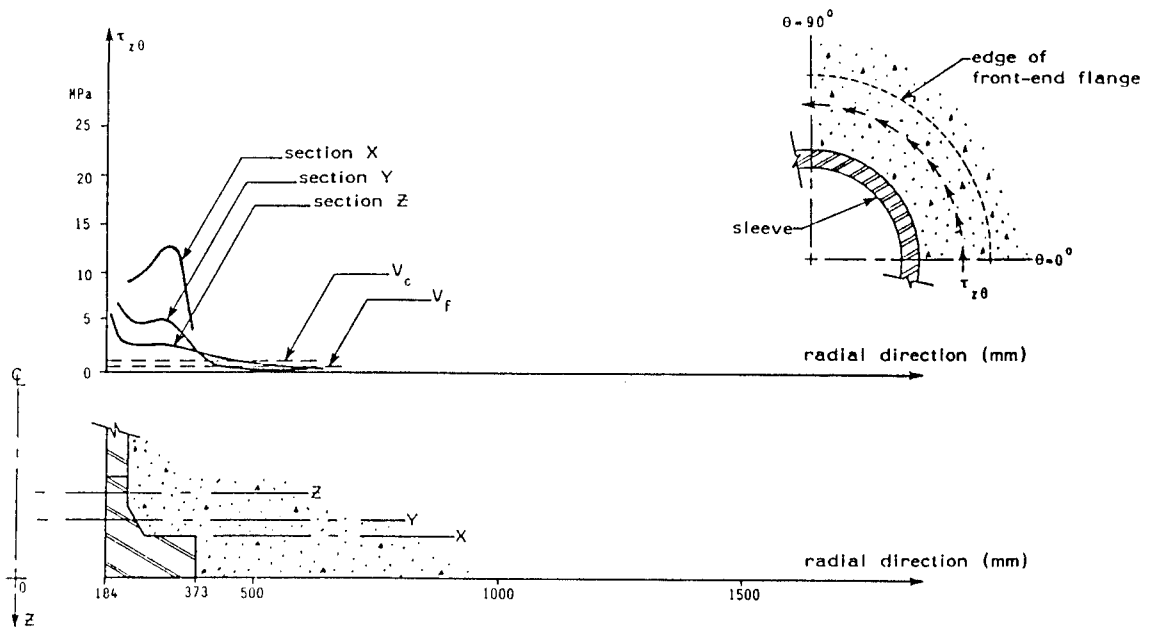 τzθ
MPa
25
20
15
10
5
0
section X
section Y
section Z
Vc
Vf
radial direction (mm)
θ=90°
edge of
front-end flange
sleeve
θ=0°
τzθ
℄
Z
Y
X
radial direction (mm)
0
184
373
500
1000
1500
Z